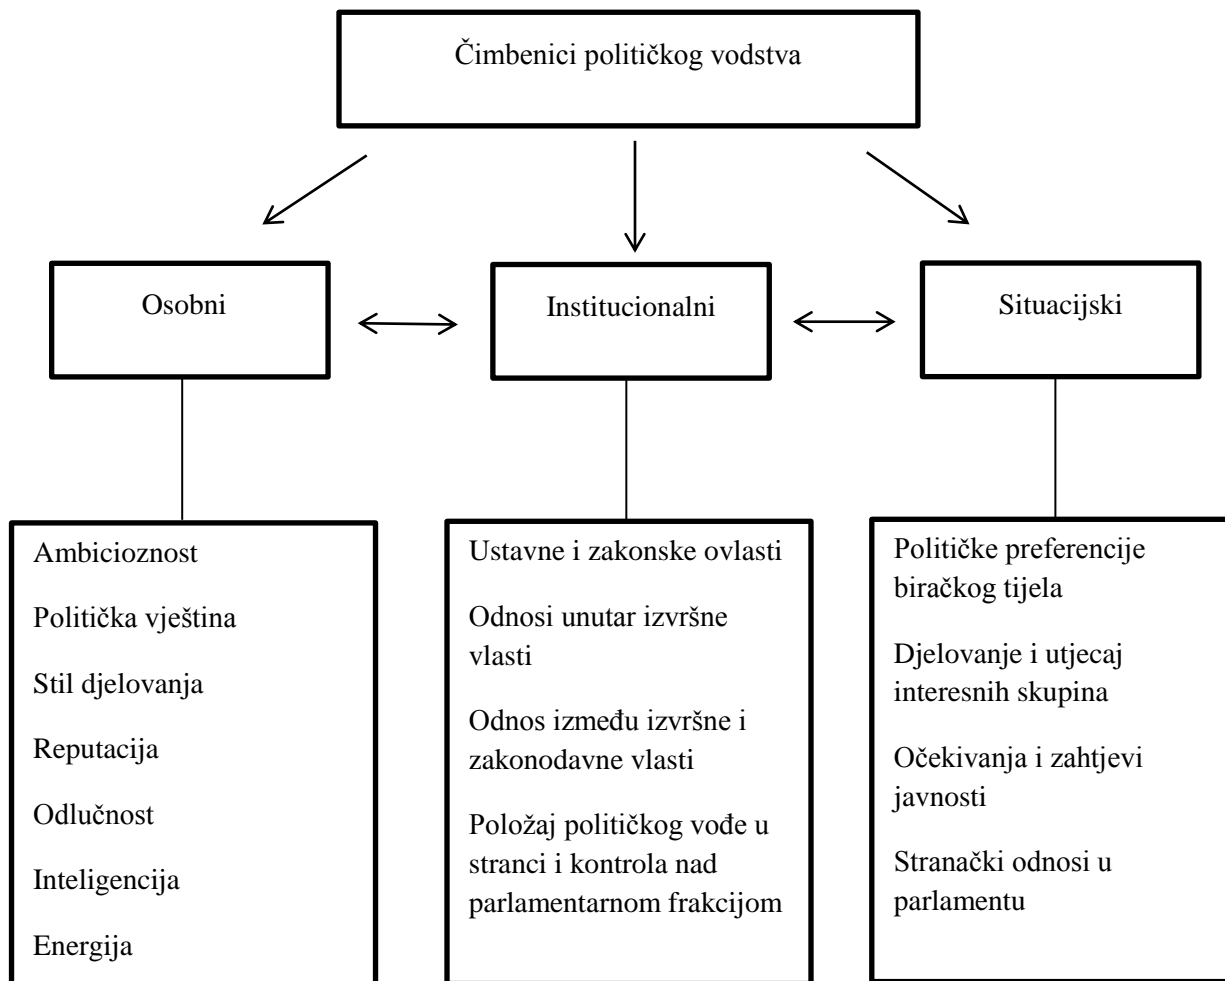 Čimbenici političkog vodstva
Osobni
Institucionalni
Situacijski
Ambicioznost
Politička vještina
Stil djelovanja
Reputacija
Odlučnost
Inteligencija
Energija
Ustavne i zakonske ovlasti
Odnosi unutar izvršne
vlasti
Odnos između izvršne i
zakonodavne vlasti
Položaj političkog vođe u
stranci i kontrola nad
parlamentarnom frakcijom
Političke preferencije
biračkog tijela
Djelovanje i utjecaj
interesnih skupina
Očekivanja i zahtjevi
javnosti
Stranački odnosi u
parlamentu